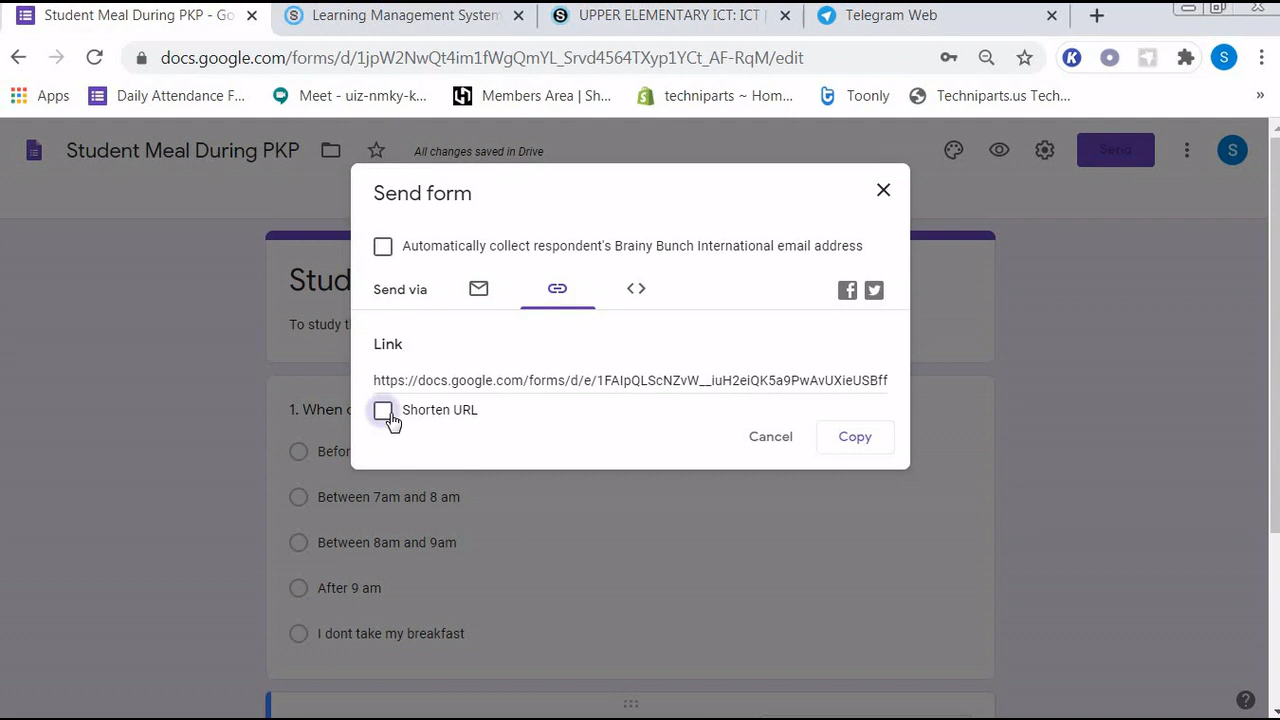 Student Meal During PKP - Go
Learning Management System
UPPER ELEMENTARY ICT: ICT
Telegram Web
docs.google.com/forms/d/1JpW2NwQt4im1fWgQmYL_Srvd4564TXyp1YCt_AF-RqM/edit
S
Apps
Daily Attendance F...
Meet - uiz-nmky-k...
Members Area | Sh...
techniparts ~ Hom...
Toonly
Techniparts.us Tech...
»
Student Meal During PKP
All changes saved in Drive
Send
S
Send form
Automatically collect respondent's Brainy Bunch International email address
Send via
Stud
To study th
Link
https://docs.google.com/forms/d/e/1FAIpQLScNZvW__iuH2eiQK5a9PwAvUXieUSBff
1. When
Shorten URL
Cancel
Copy
Befor
Between 7am and 8 am
Between 8am and 9am
After 9 am
I dont take my breakfast